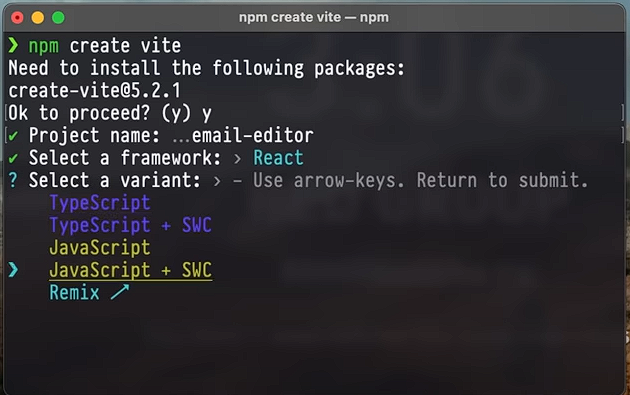 npm create vite — npm
❯ npm create vite
Need to install the following packages:
create-vite@5.2.1
Ok to proceed? (y) y
✔ Project name: …email-editor
✔ Select a framework: › React
? Select a variant: › - Use arrow-keys. Return to submit.
TypeScript
TypeScript + SWC
JavaScript
❯ JavaScript + SWC
Remix ↗